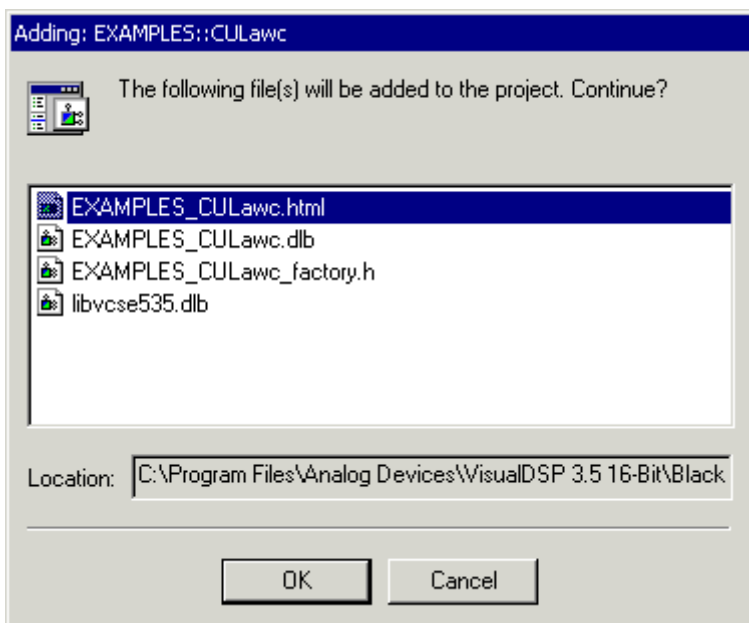 Adding: EXAMPLES::CULawc
The following file(s) will be added to the project. Continue?
EXAMPLES_CULawc.html
EXAMPLES_CULawc.dlb
EXAMPLES_CULawc_factory.h
libvcse535.dlb
Location: C:\Program Files\Analog Devices\VisualDSP 3.5 16-Bit\Black
OK Cancel